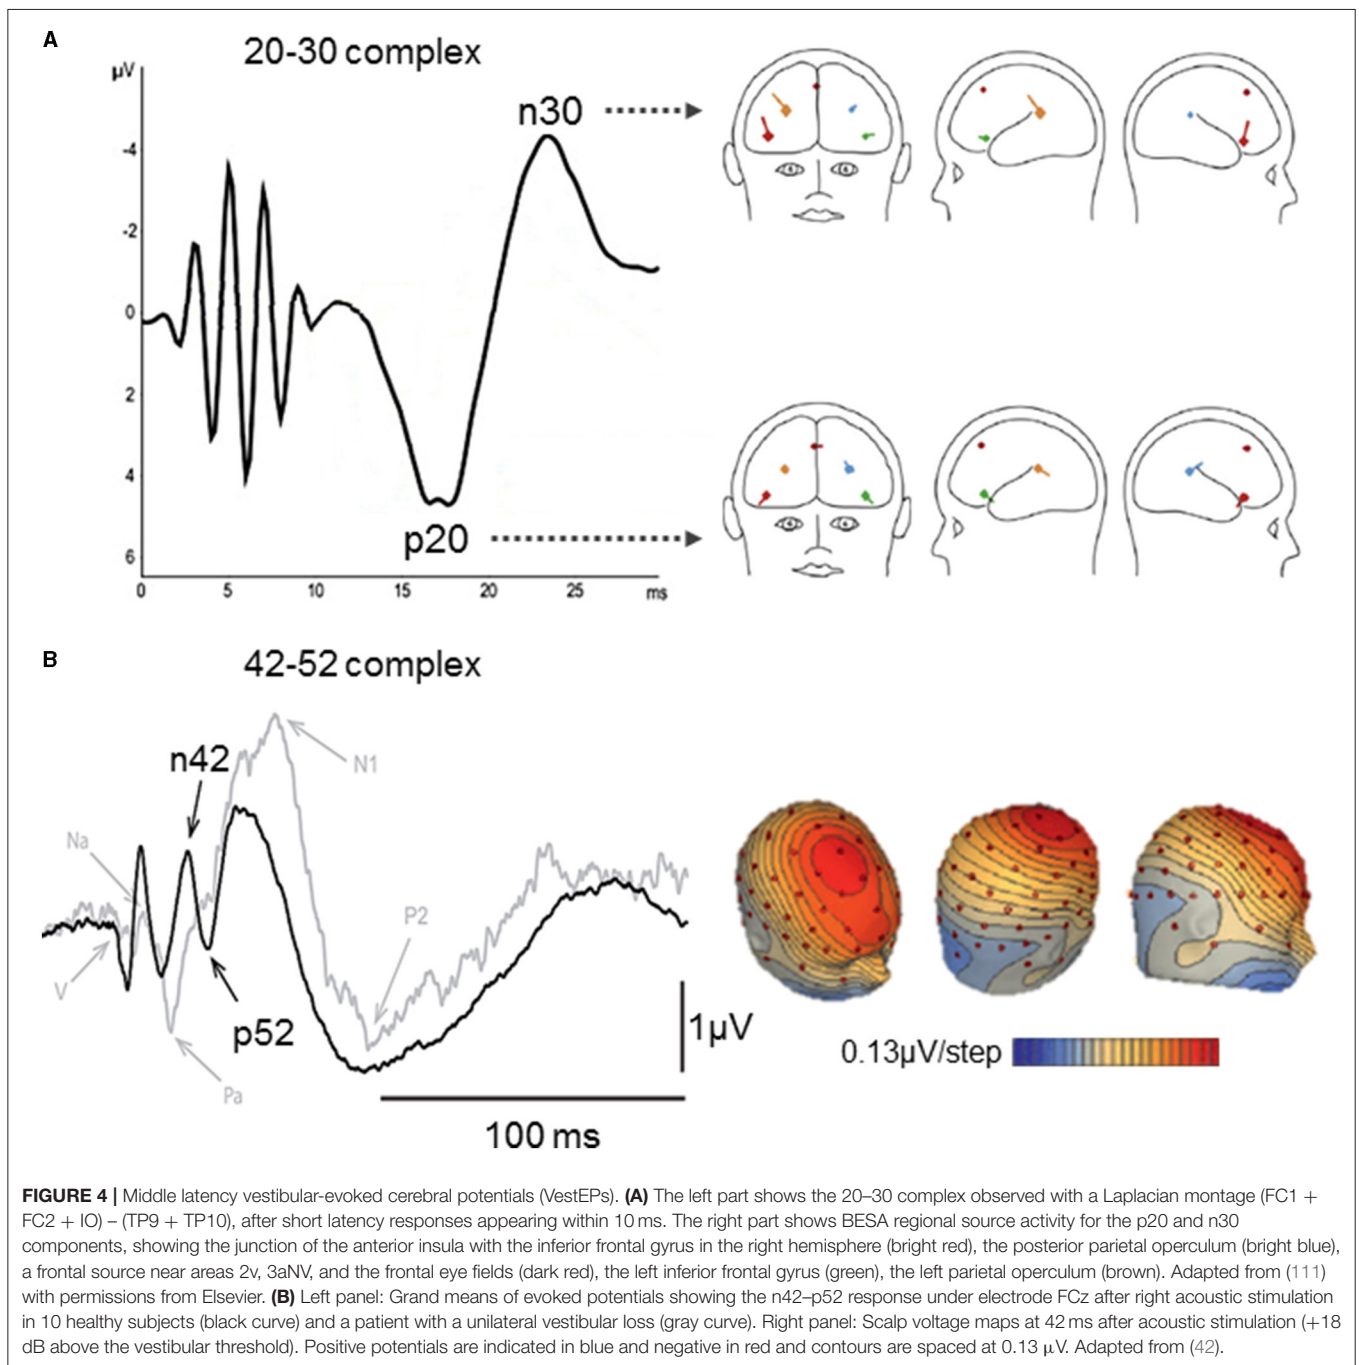 A
20-30 complex
µV
n30
-4
-2
0
2
4
p20
6
0 5 10 15 20 25 ms
B
42-52 complex
n42
N1
Na
P2
V
p52
1µV
Pa
0.13µV/step
100 ms
FIGURE 4 | Middle latency vestibular-evoked cerebral potentials (VestEPs). (A) The left part shows the 20–30 complex observed with a Laplacian montage (FC1 +
FC2 + IO) – (TP9 + TP10), after short latency responses appearing within 10 ms. The right part shows BESA regional source activity for the p20 and n30
components, showing the junction of the anterior insula with the inferior frontal gyrus in the right hemisphere (bright red), the posterior parietal operculum (bright blue),
a frontal source near areas 2v, 3aNV, and the frontal eye fields (dark red), the left inferior frontal gyrus (green), the left parietal operculum (brown). Adapted from (111)
with permissions from Elsevier. (B) Left panel: Grand means of evoked potentials showing the n42–p52 response under electrode FCz after right acoustic stimulation
in 10 healthy subjects (black curve) and a patient with a unilateral vestibular loss (gray curve). Right panel: Scalp voltage maps at 42 ms after acoustic stimulation (+18
dB above the vestibular threshold). Positive potentials are indicated in blue and negative in red and contours are spaced at 0.13 µV. Adapted from (42).